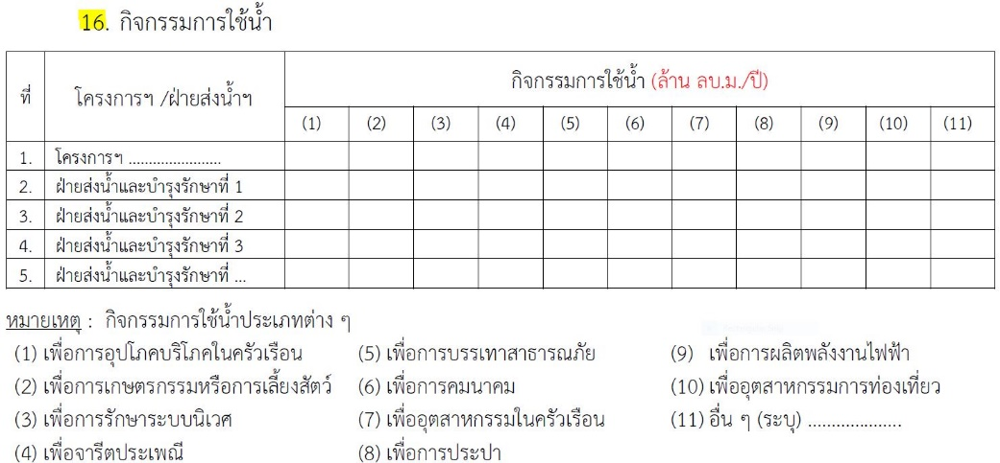 16. กิจกรรมการใช้น้ำ
ที่ โครงการฯ /ฝ่ายส่งน้ำฯ กิจกรรมการใช้น้ำ (ล้าน ลบ.ม./ปี)
(1) (2) (3) (4) (5) (6) (7) (8) (9) (10) (11)
1. โครงการฯ .......................
2. ฝ่ายส่งน้ำและบำรุงรักษาที่ 1
3. ฝ่ายส่งน้ำและบำรุงรักษาที่ 2
4. ฝ่ายส่งน้ำและบำรุงรักษาที่ 3
5. ฝ่ายส่งน้ำและบำรุงรักษาที่ ...
หมายเหตุ : กิจกรรมการใช้น้ำประเภทต่าง ๆ
(1) เพื่อการอุปโภคบริโภคในครัวเรือน (5) เพื่อการบรรเทาสาธารณภัย (9) เพื่อการผลิตพลังงานไฟฟ้า
(2) เพื่อการเกษตรกรรมหรือการเลี้ยงสัตว์ (6) เพื่อการคมนาคม (10) เพื่ออุตสาหกรรมการท่องเที่ยว
(3) เพื่อการรักษาระบบนิเวศ (7) เพื่ออุตสาหกรรมในครัวเรือน (11) อื่น ๆ (ระบุ) ....................
(4) เพื่อจารีตประเพณี (8) เพื่อการประปา